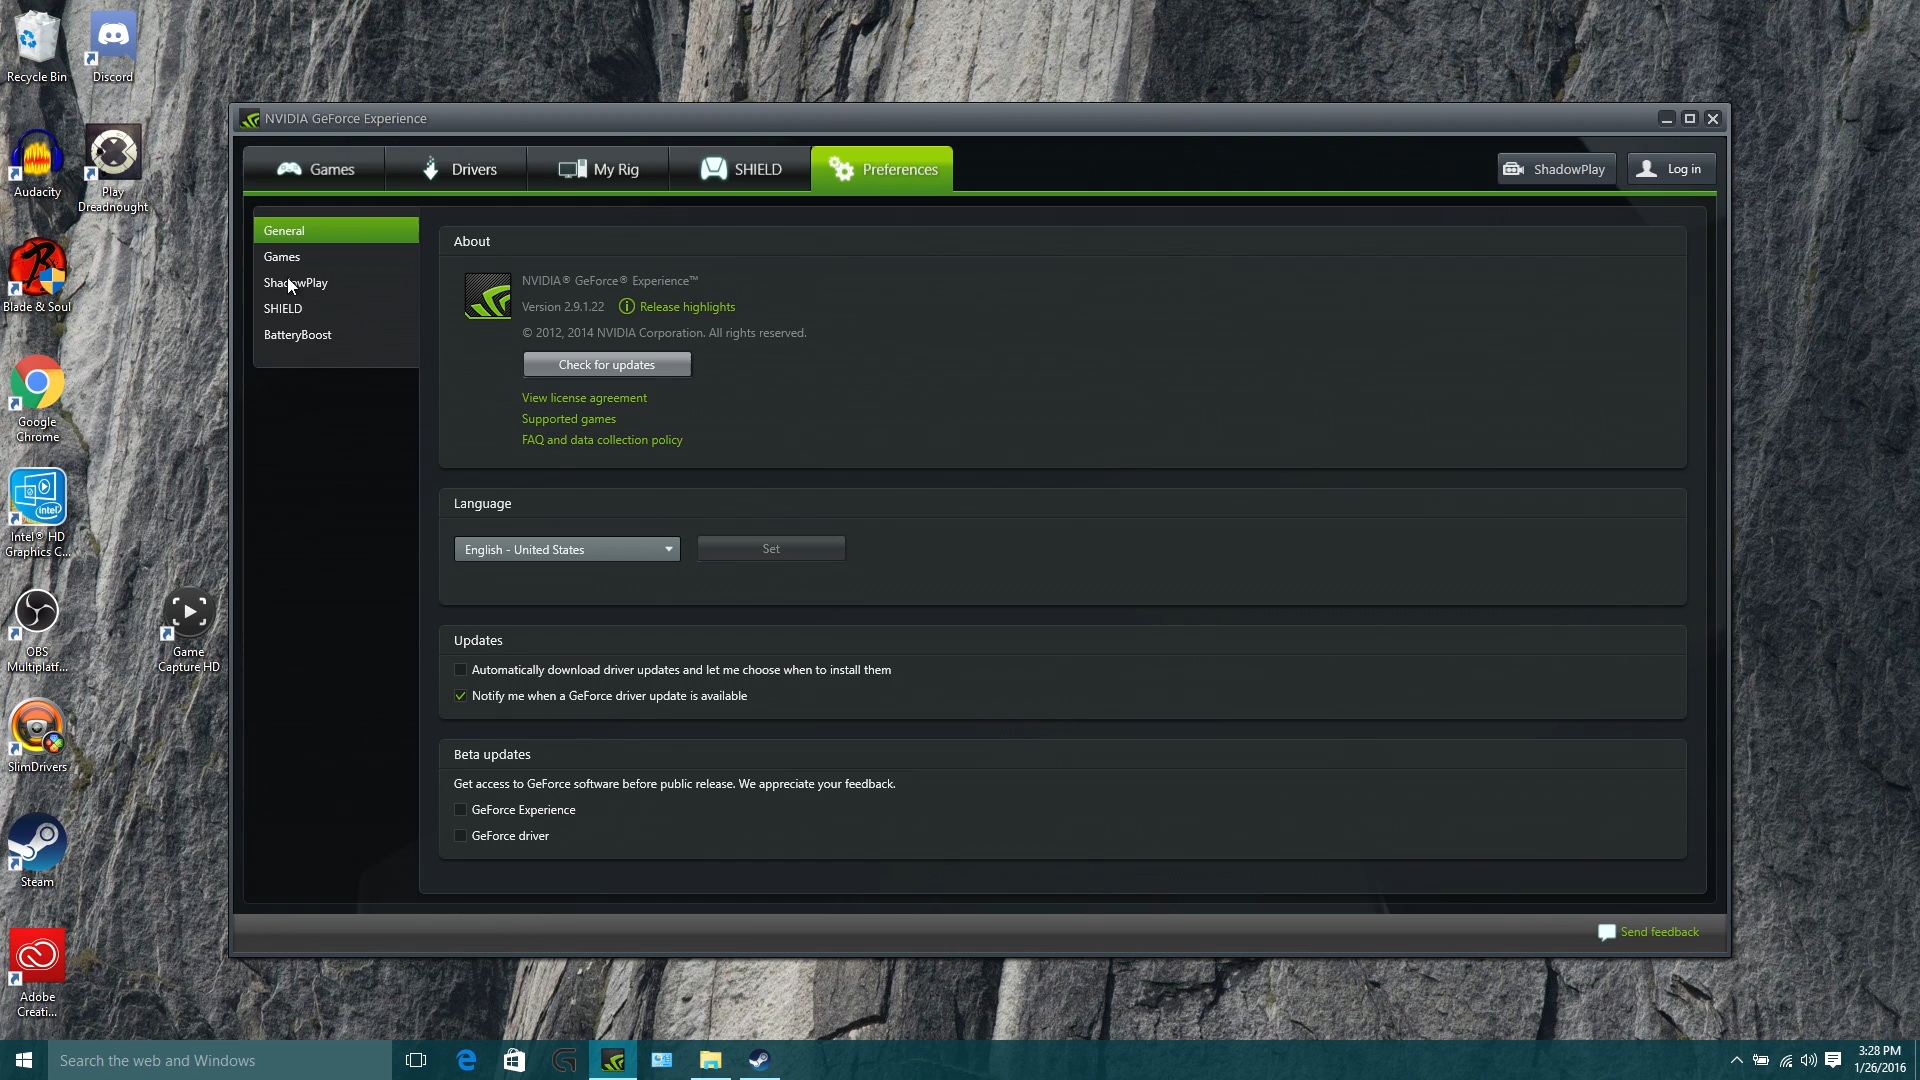 Recycle Bin
Discord
Audacity
Play
Dreadnought
Blade & Soul
Google
Chrome
Intel® HD
Graphics C...
OBS
Multiplatf...
Game
Capture HD
SlimDrivers
Steam
Adobe
Creati...
NVIDIA GeForce Experience
Games
Drivers
My Rig
SHIELD
Preferences
ShadowPlay
Log in
General
Games
ShadowPlay
SHIELD
BatteryBoost
About
NVIDIA® GeForce® Experience™
Version 2.9.1.22
Release highlights
© 2012, 2014 NVIDIA Corporation. All rights reserved.
Check for updates
View license agreement
Supported games
FAQ and data collection policy
Language
English - United States
Set
Updates
Automatically download driver updates and let me choose when to install them
Notify me when a GeForce driver update is available
Beta updates
Get access to GeForce software before public release. We appreciate your feedback.
GeForce Experience
GeForce driver
Send feedback
Search the web and Windows
3:28 PM
1/26/2016
intel